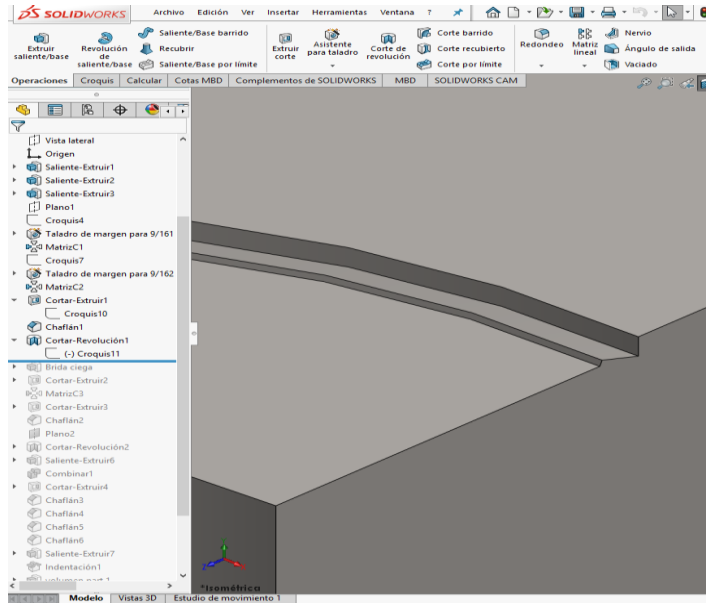 SOLIDWORKS
Archivo Edición Ver Insertar Herramientas Ventana ?
Extruir saliente/base
Revolución de saliente/base
Saliente/Base barrido
Recubrir
Saliente/Base por límite
Extruir corte
Asistente para taladro
Corte de revolución
Corte barrido
Corte recubierto
Corte por límite
Redondeo
Matriz lineal
Nervio
Ángulo de salida
Vaciado
Operaciones Croquis Calcular Cotas MBD Complementos de SOLIDWORKS MBD SOLIDWORKS CAM
Vista lateral
Origen
Saliente-Extruir1
Saliente-Extruir2
Saliente-Extruir3
Plano1
Croquis4
Taladro de margen para 9/161
MatrizC1
Croquis7
Taladro de margen para 9/162
MatrizC2
Cortar-Extruir1
Croquis10
Chaflán1
Cortar-Revolución1
(-) Croquis11
Brida ciega
Cortar-Extruir2
MatrizC3
Cortar-Extruir3
Chaflán2
Plano2
Cortar-Revolución2
Saliente-Extruir6
Combinar1
Cortar-Extruir4
Chaflán3
Chaflán4
Chaflán5
Chaflán6
Saliente-Extruir7
Indentación1
*Isométrica
Modelo Vistas 3D Estudio de movimiento 1